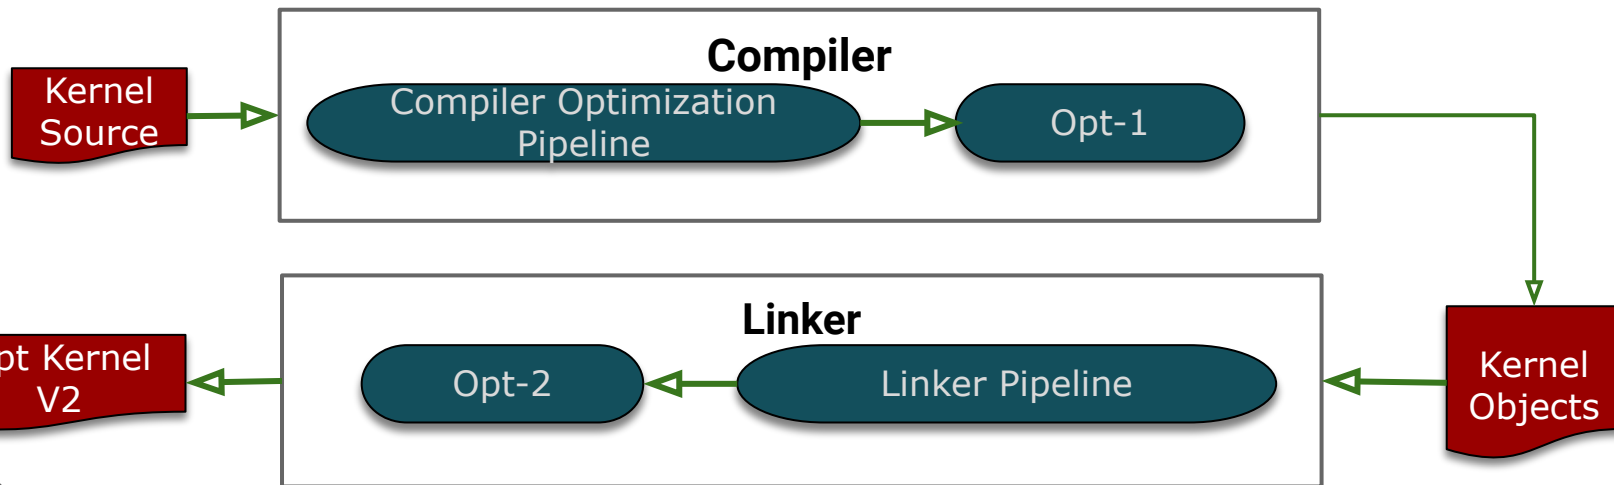 Compiler
Kernel
Source
Compiler Optimization
Pipeline
Opt-1
Linker
pt Kernel
V2
Opt-2
Linker Pipeline
Kernel
Objects